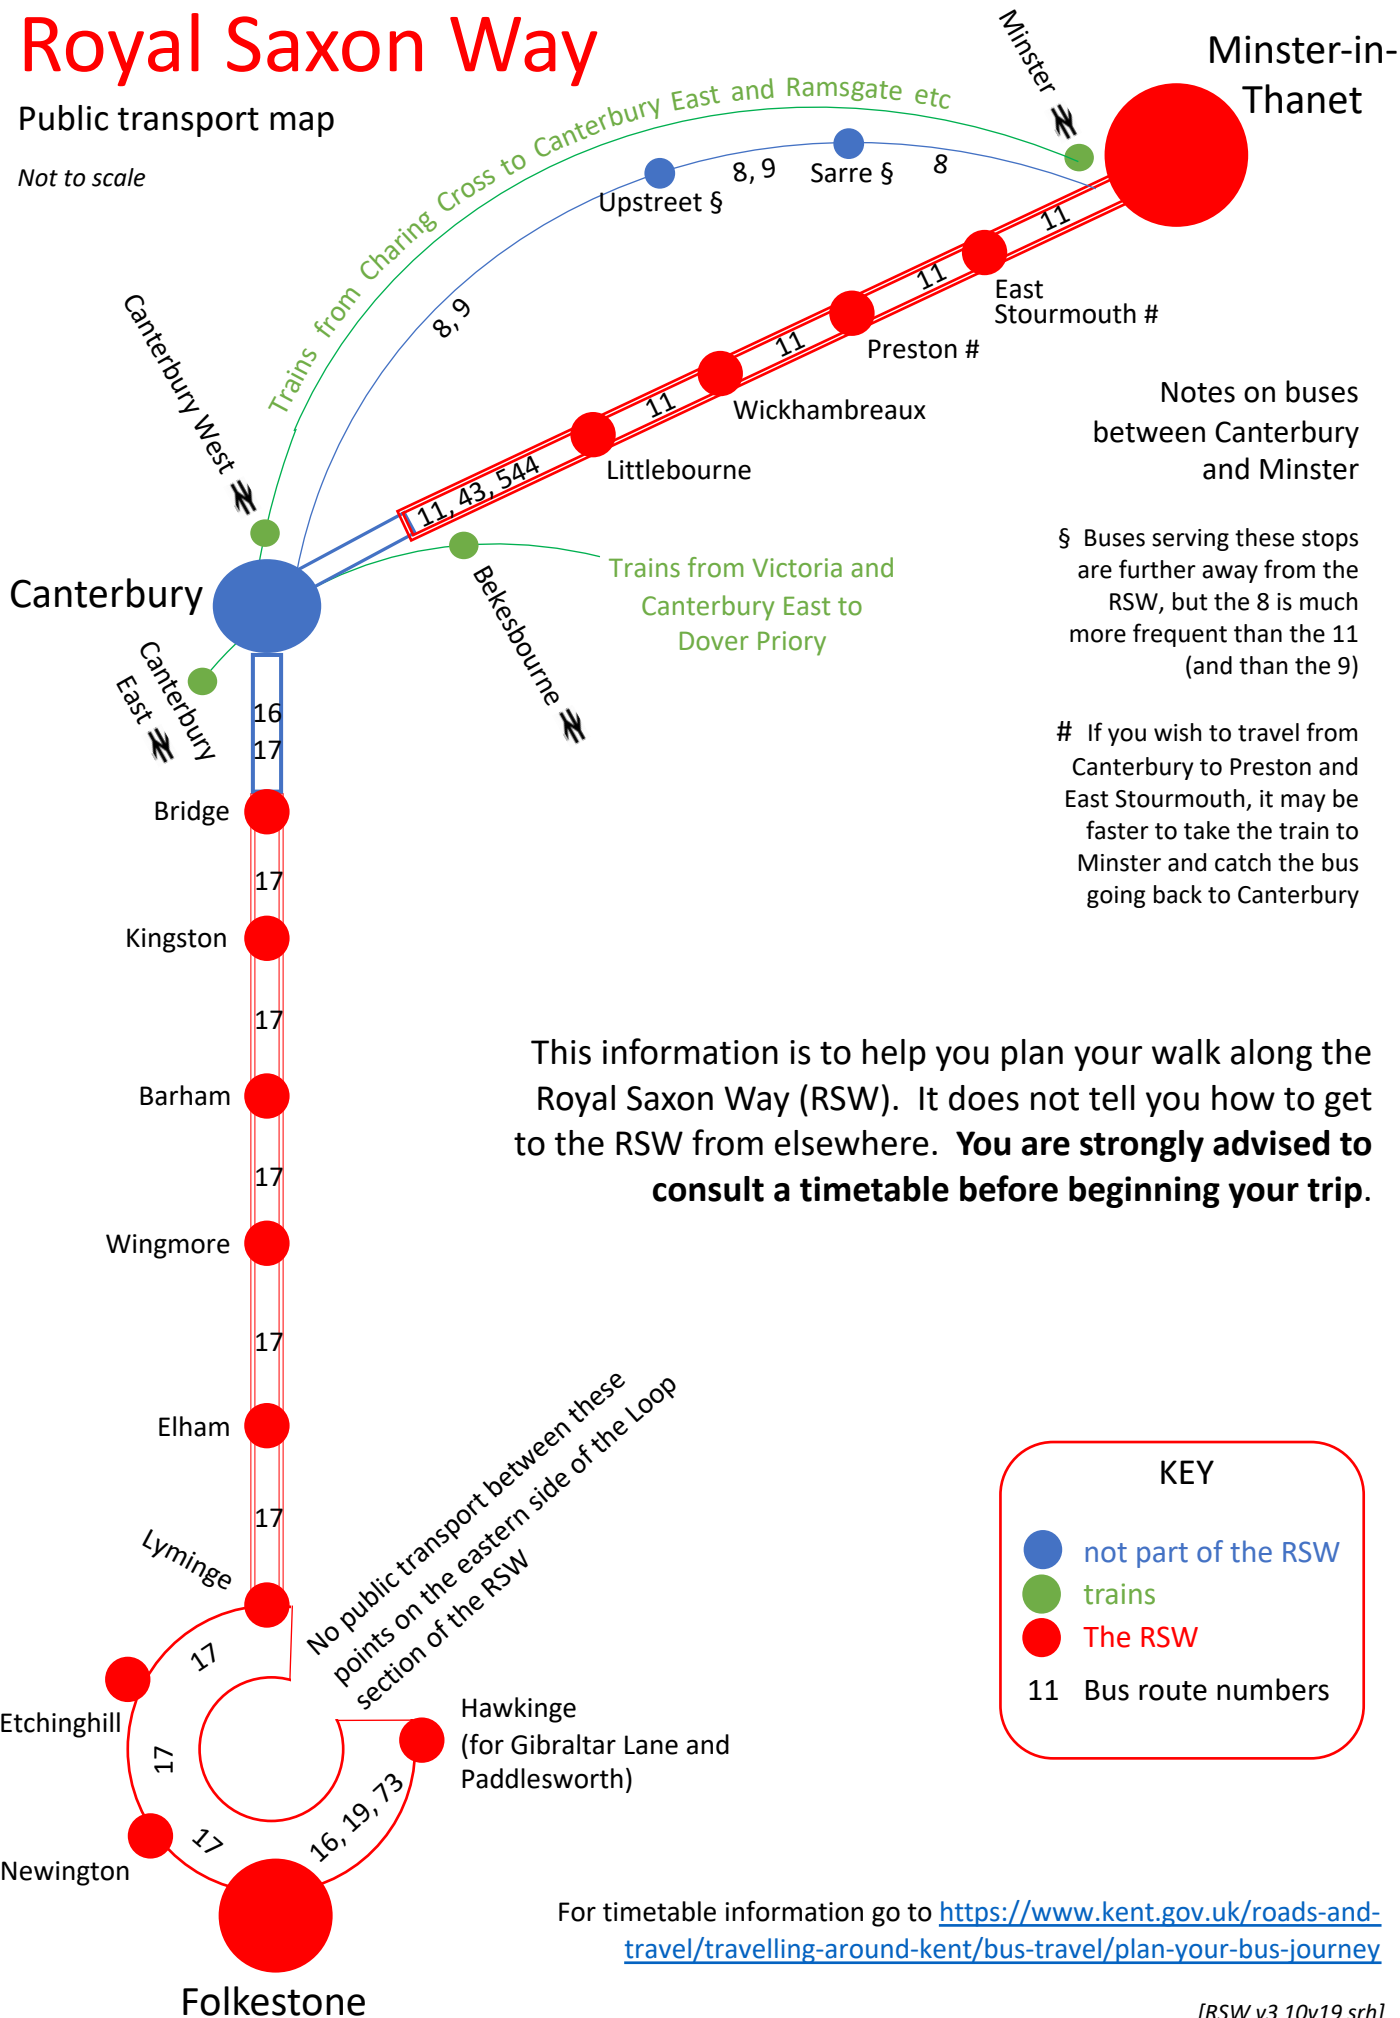 Royal Saxon Way
Public transport map
Not to scale
Minster
Minster-in-
Thanet
Trains from Charing Cross to Canterbury East and Ramsgate etc
Upstreet §
8, 9
Sarre §
8
8, 9
11
East
Stourmouth #
11
Preston #
11
Wickhambreaux
11
Littlebourne
11, 43, 544
Canterbury West
Canterbury
Bekesbourne
Trains from Victoria and
Canterbury East to
Dover Priory
Canterbury
East
Notes on buses
between Canterbury
and Minster
§ Buses serving these stops
are further away from the
RSW, but the 8 is much
more frequent than the 11
(and than the 9)
# If you wish to travel from
Canterbury to Preston and
East Stourmouth, it may be
faster to take the train to
Minster and catch the bus
going back to Canterbury
16
17
Bridge
17
Kingston
17
Barham
17
Wingmore
17
Elham
17
Lyminge
This information is to help you plan your walk along the
Royal Saxon Way (RSW). It does not tell you how to get
to the RSW from elsewhere. You are strongly advised to
consult a timetable before beginning your trip.
No public transport between these
points on the eastern side of the Loop
section of the RSW
17
Etchinghill
17
Newington
17
16, 19, 73
Hawkinge
(for Gibraltar Lane and
Paddlesworth)
Folkestone
KEY
not part of the RSW
trains
The RSW
11 Bus route numbers
For timetable information go to https://www.kent.gov.uk/roads-and-
travel/travelling-around-kent/bus-travel/plan-your-bus-journey
[RSW v3 10v19 srh]